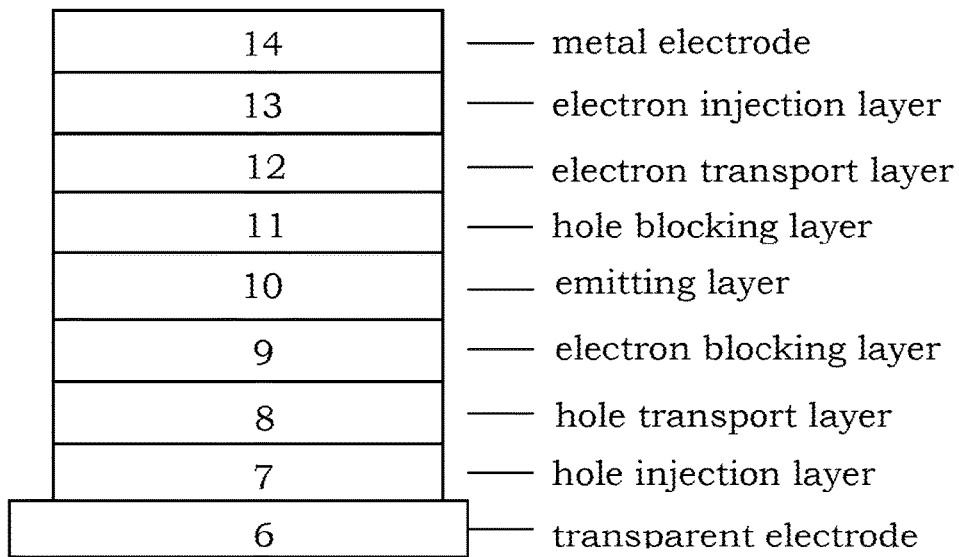 14 metal electrode
13 electron injection layer
12 electron transport layer
11 hole blocking layer
10 emitting layer
9 electron blocking layer
8 hole transport layer
7 hole injection layer
6 transparent electrode